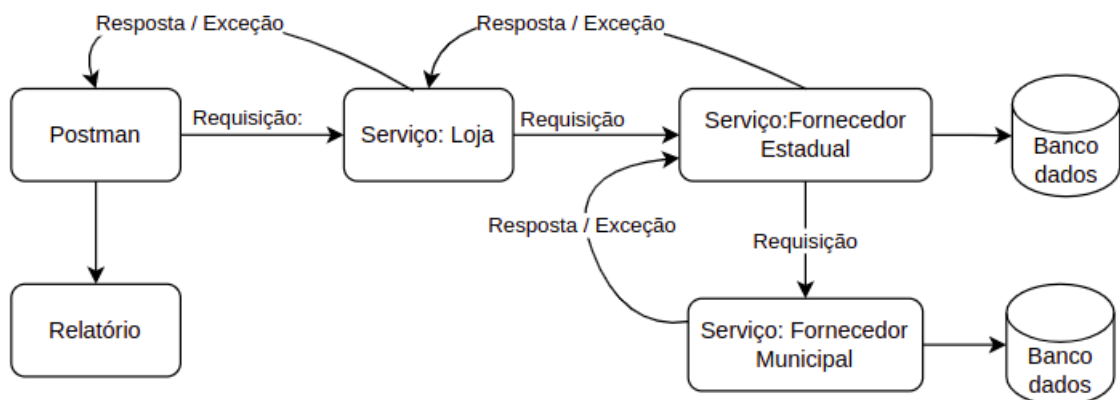 Resposta / Exceção
Resposta / Exceção
Postman
Requisição:
Serviço: Loja
Requisição
Serviço:Fornecedor
Estadual
Banco
dados
Resposta / Exceção
Requisição
Relatório
Serviço: Fornecedor
Municipal
Banco
dados